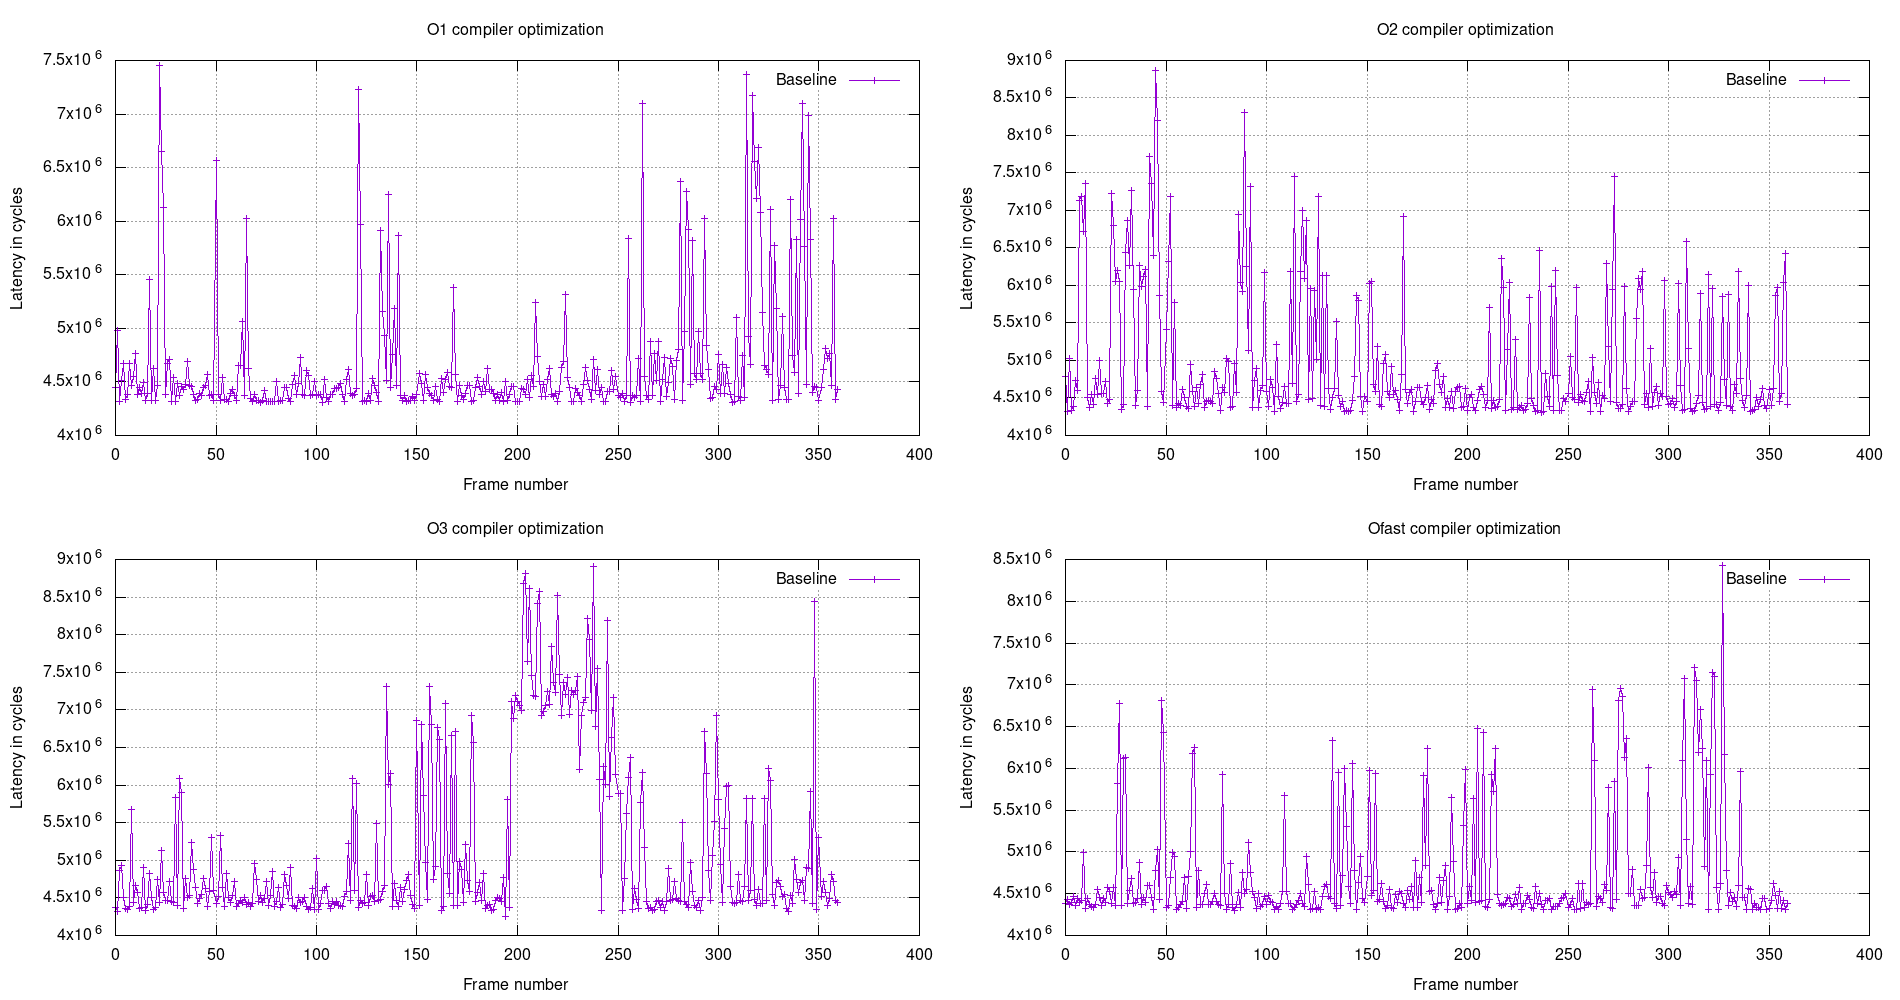 O1 compiler optimization
7.5x10 6
7x10 6
6.5x10 6
6x10 6
5.5x10 6
5x10 6
4.5x10 6
4x10 6
Latency in cycles
Baseline
0 50 100 150 200 250 300 350 400
Frame number
O2 compiler optimization
9x10 6
8.5x10 6
8x10 6
7.5x10 6
7x10 6
6.5x10 6
6x10 6
5.5x10 6
5x10 6
4.5x10 6
4x10 6
Latency in cycles
Baseline
0 50 100 150 200 250 300 350 400
Frame number
O3 compiler optimization
9x10 6
8.5x10 6
8x10 6
7.5x10 6
7x10 6
6.5x10 6
6x10 6
5.5x10 6
5x10 6
4.5x10 6
4x10 6
Latency in cycles
Baseline
0 50 100 150 200 250 300 350 400
Frame number
Ofast compiler optimization
8.5x10 6
8x10 6
7.5x10 6
7x10 6
6.5x10 6
6x10 6
5.5x10 6
5x10 6
4.5x10 6
4x10 6
Latency in cycles
Baseline
0 50 100 150 200 250 300 350 400
Frame number